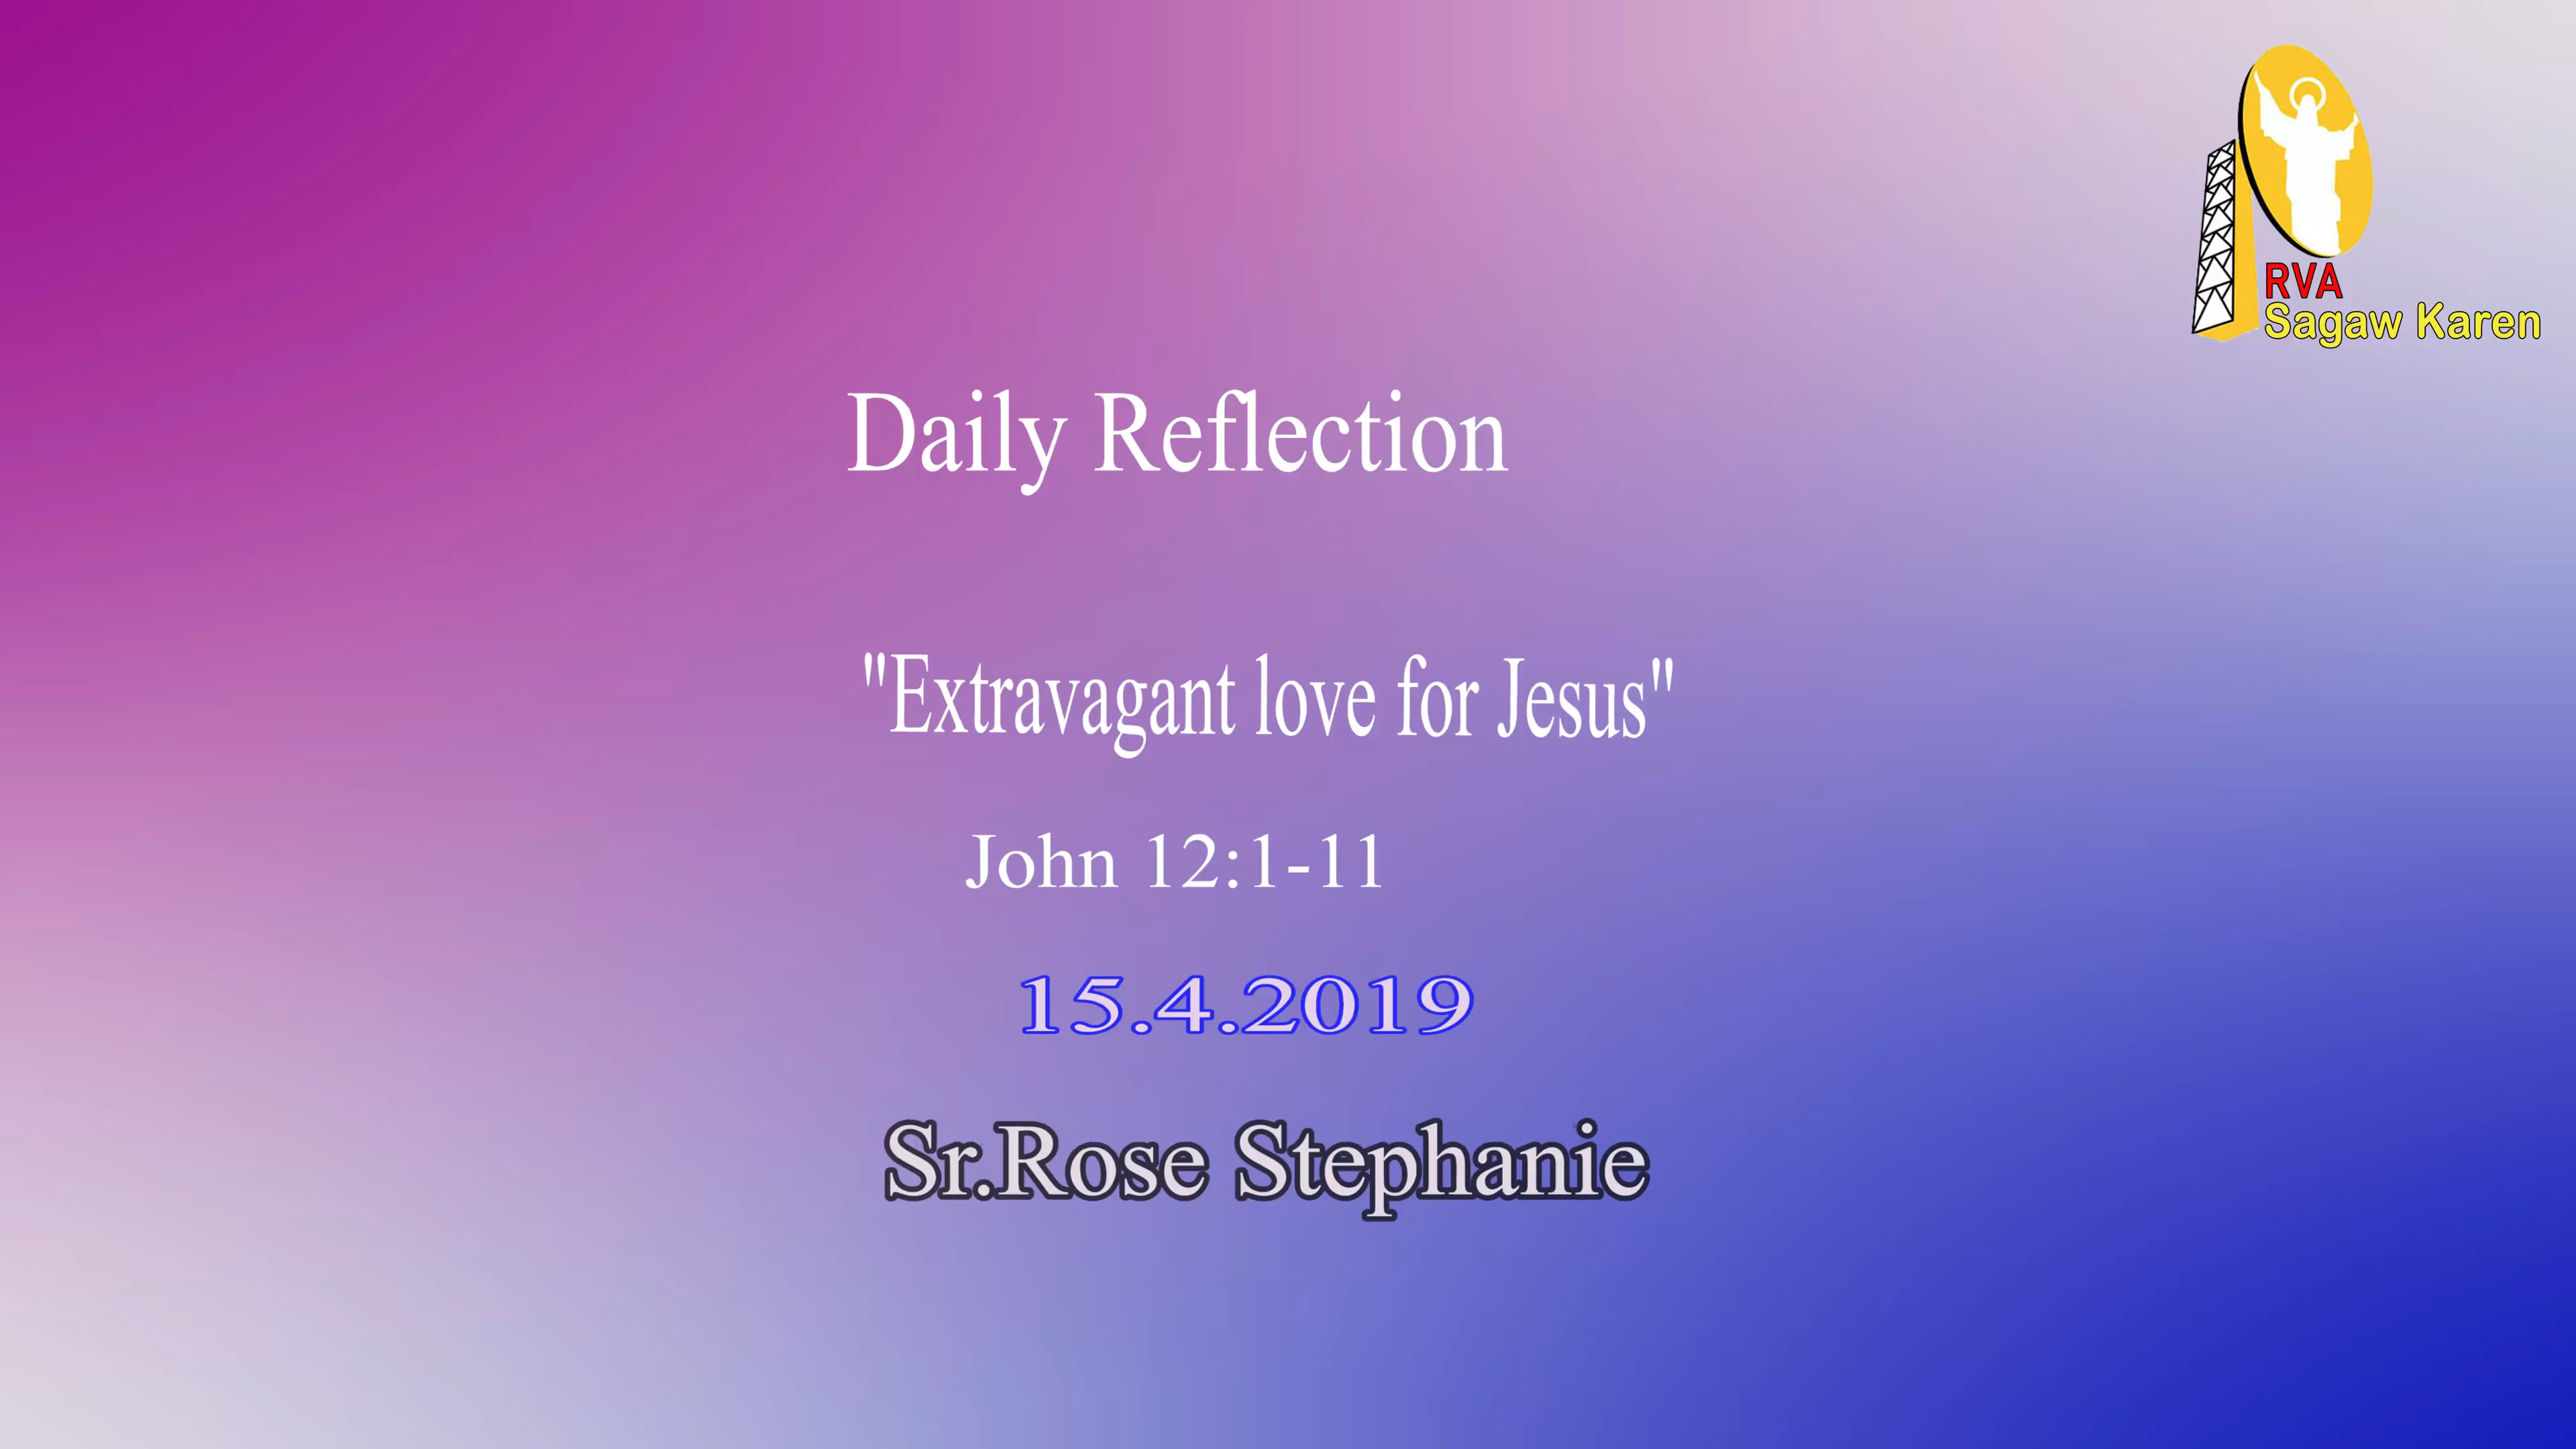 RVA
Sagaw Karen
Daily Reflection
"Extravagant love for Jesus"
John 12:1-11
15.4.2019
Sr.Rose Stephanie